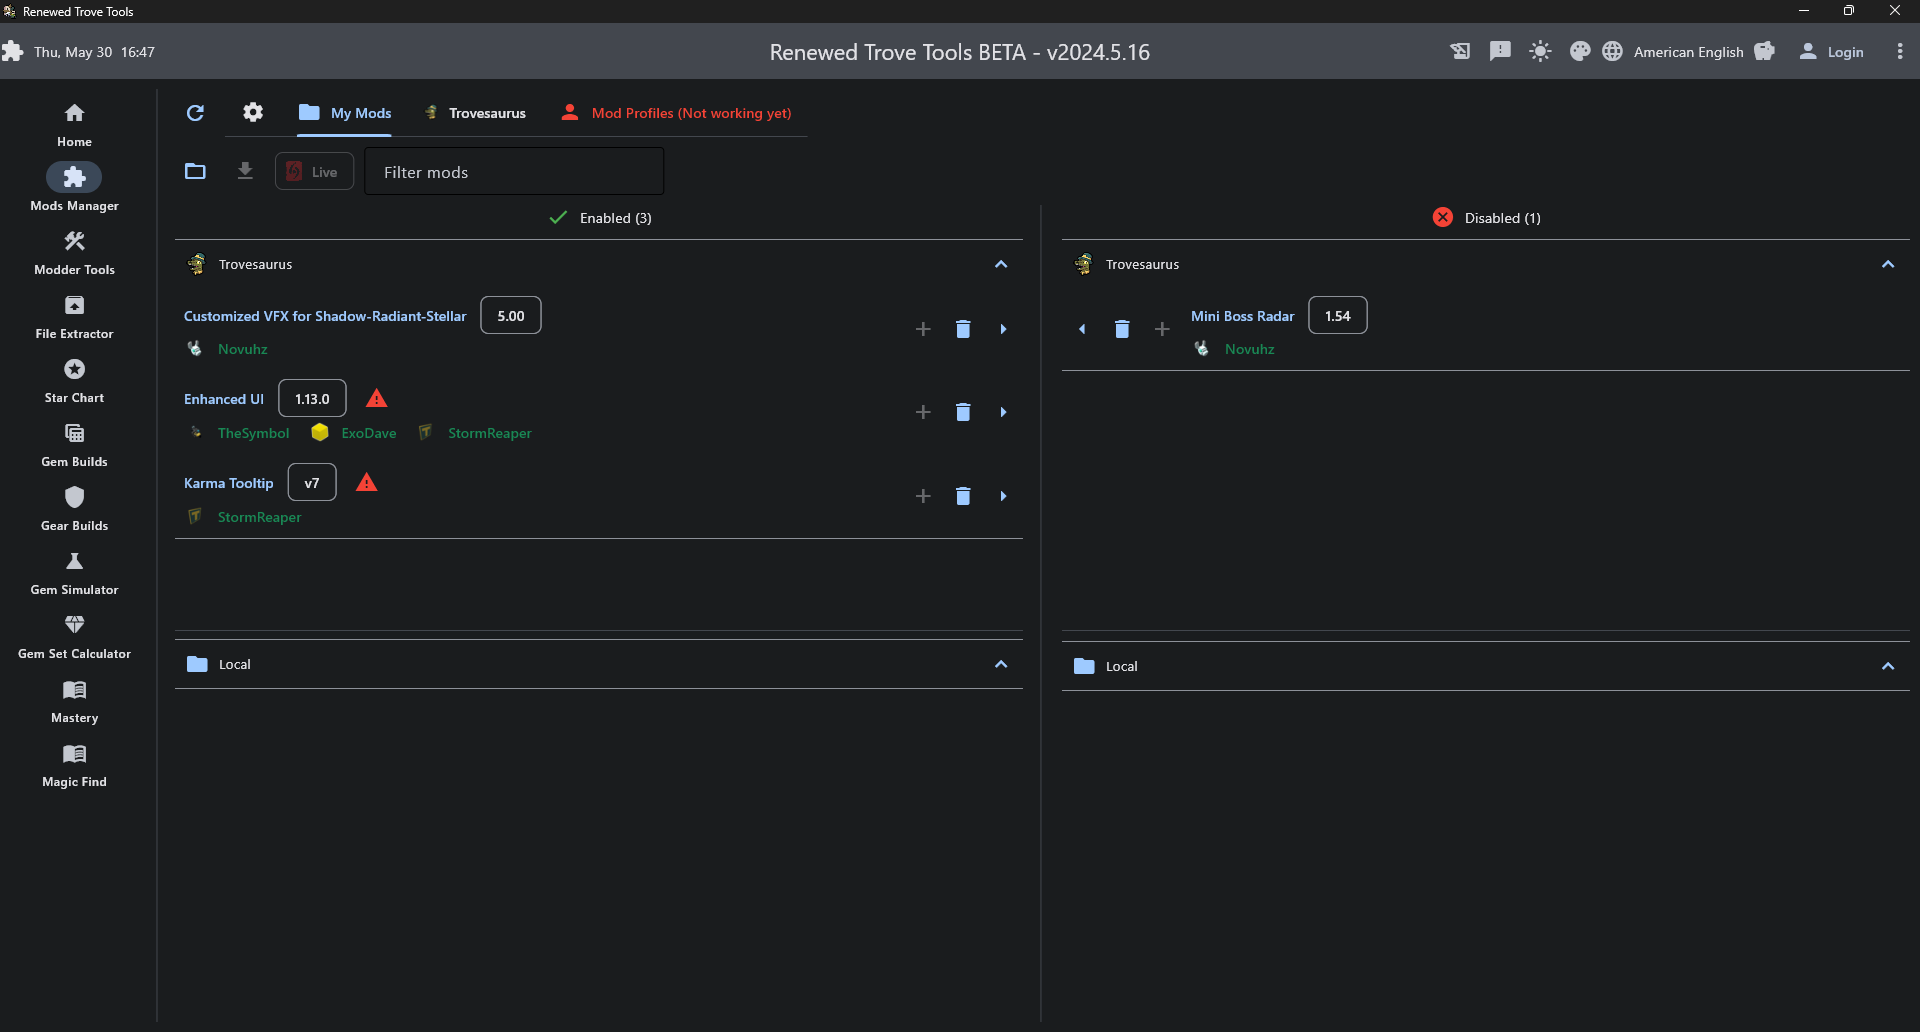 Renewed Trove Tools
Thu, May 30 16:47
Renewed Trove Tools BETA - v2024.5.16
American English
Login
Home
Mods Manager
Modder Tools
File Extractor
Star Chart
Gem Builds
Gear Builds
Gem Simulator
Gem Set Calculator
Mastery
Magic Find
My Mods
Trovesaurus
Mod Profiles (Not working yet)
Live
Filter mods
Enabled (3)
Trovesaurus
Customized VFX for Shadow-Radiant-Stellar 5.00
Novuhz
Enhanced UI 1.13.0
TheSymbol ExoDave StormReaper
Karma Tooltip v7
StormReaper
Local
Disabled (1)
Trovesaurus
Mini Boss Radar 1.54
Novuhz
Local